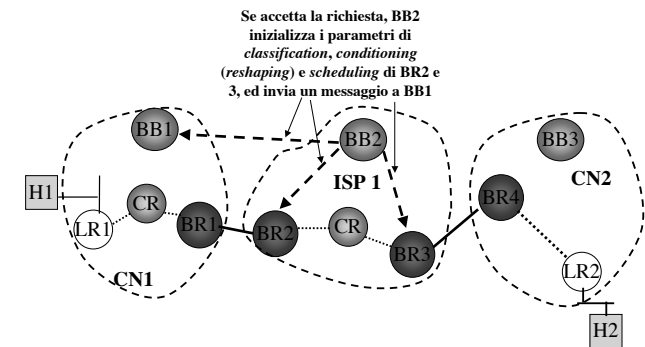 Se accetta la richiesta, BB2
inizializza i parametri di
classification, conditioning
(reshaping) e scheduling di BR2 e
3, ed invia un messaggio a BB1
BB1
BB2
BB3
ISP 1
CN2
H1
CR
BR4
LR1
BR1
BR2
CR
BR3
CN1
LR2
H2